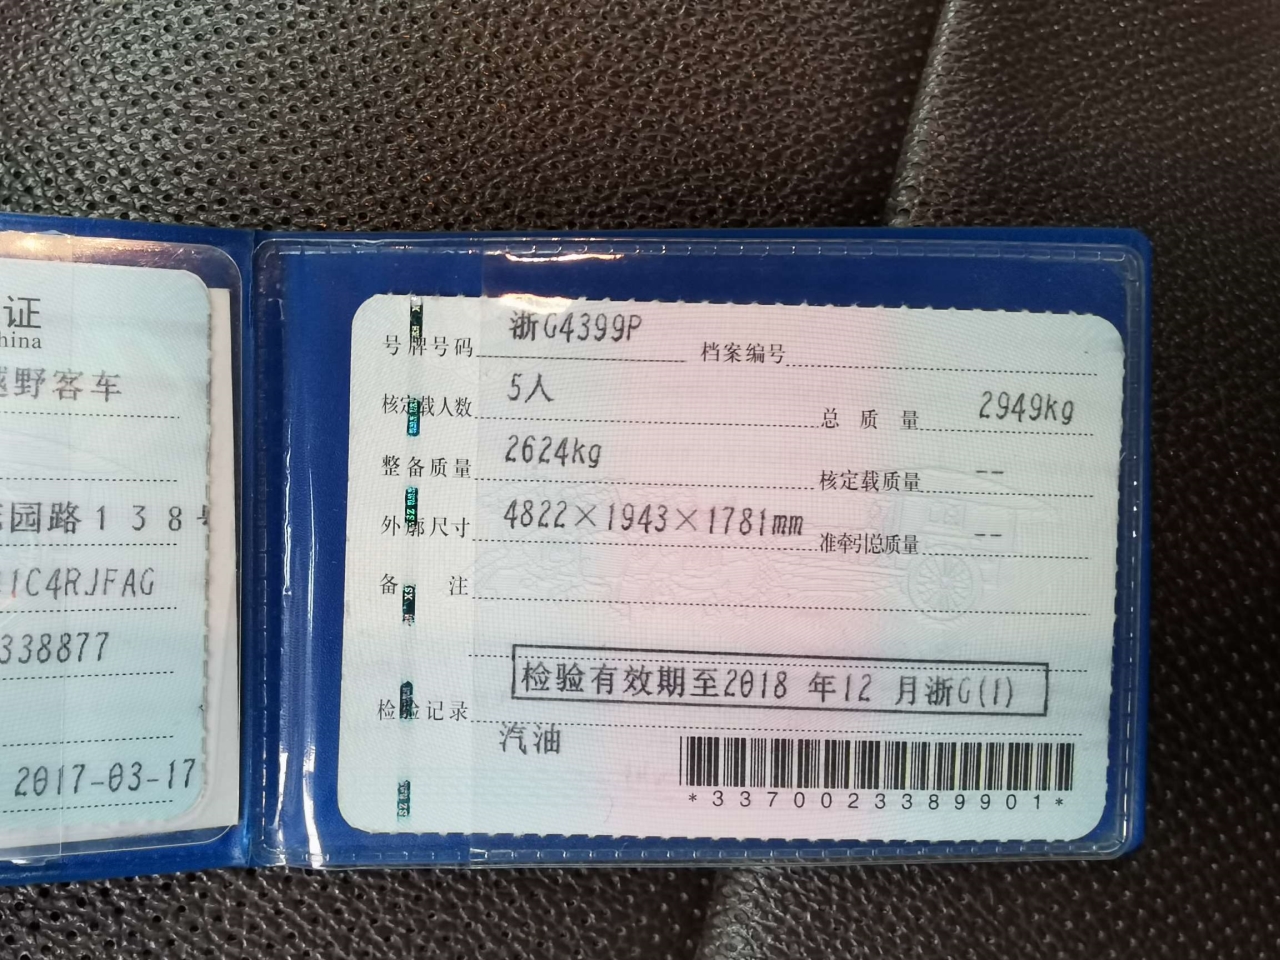 证
hina
越野客车
花园路138号
1C4RJFAG
338877
2017-03-17
号牌号码 浙G4399P 档案编号
核定载人数 5人 总质量 2949kg
整备质量 2624kg 核定载质量 --
外廓尺寸 4822×1943×1781mm 准牵引总质量 --
备注
检验有效期至2018 年12 月浙G(1)
检验记录
汽油
*3370023389901*